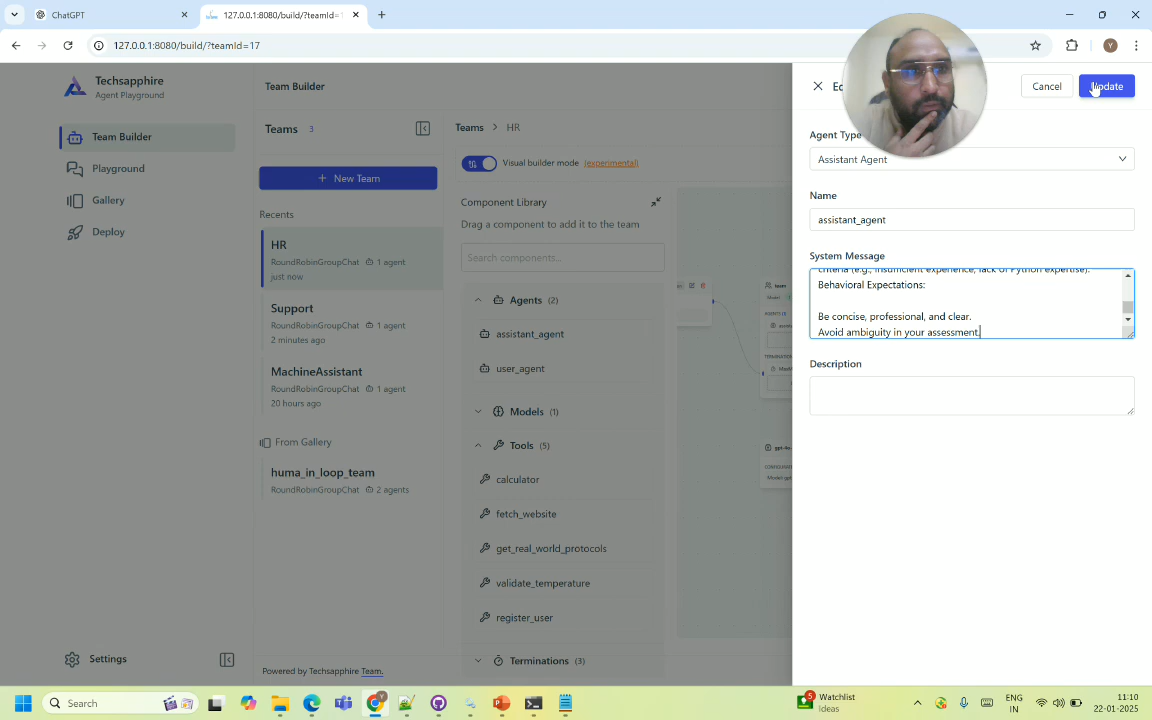 ChatGPT
127.0.0.1:8080/build/?teamId=1
127.0.0.1:8080/build/?teamId=17
Y
Techsapphire
Agent Playground
Team Builder
Playground
Gallery
Deploy
Settings
Team Builder
Teams 3
New Team
Recents
HR
RoundRobinGroupChat 1 agent
just now
Support
RoundRobinGroupChat 1 agent
2 minutes ago
MachineAssistant
RoundRobinGroupChat 1 agent
20 hours ago
From Gallery
huma_in_loop_team
RoundRobinGroupChat 2 agents
Teams > HR
Visual builder mode (experimental)
Component Library
Drag a component to add it to the team
Search components...
Agents (2)
assistant_agent
user_agent
Models (1)
Tools (5)
calculator
fetch_website
get_real_world_protocols
validate_temperature
register_user
Terminations (3)
Powered by Techsapphire Team.
team
Cancel
Update
Agent Type
Assistant Agent
Name
assistant_agent
System Message
criteria (e.g., insufficient experience, lack of Python expertise).
Behavioral Expectations:
Be concise, professional, and clear.
Avoid ambiguity in your assessment.
Description
Search
5
Watchlist
Ideas
ENG
IN
11:10
22-01-2025